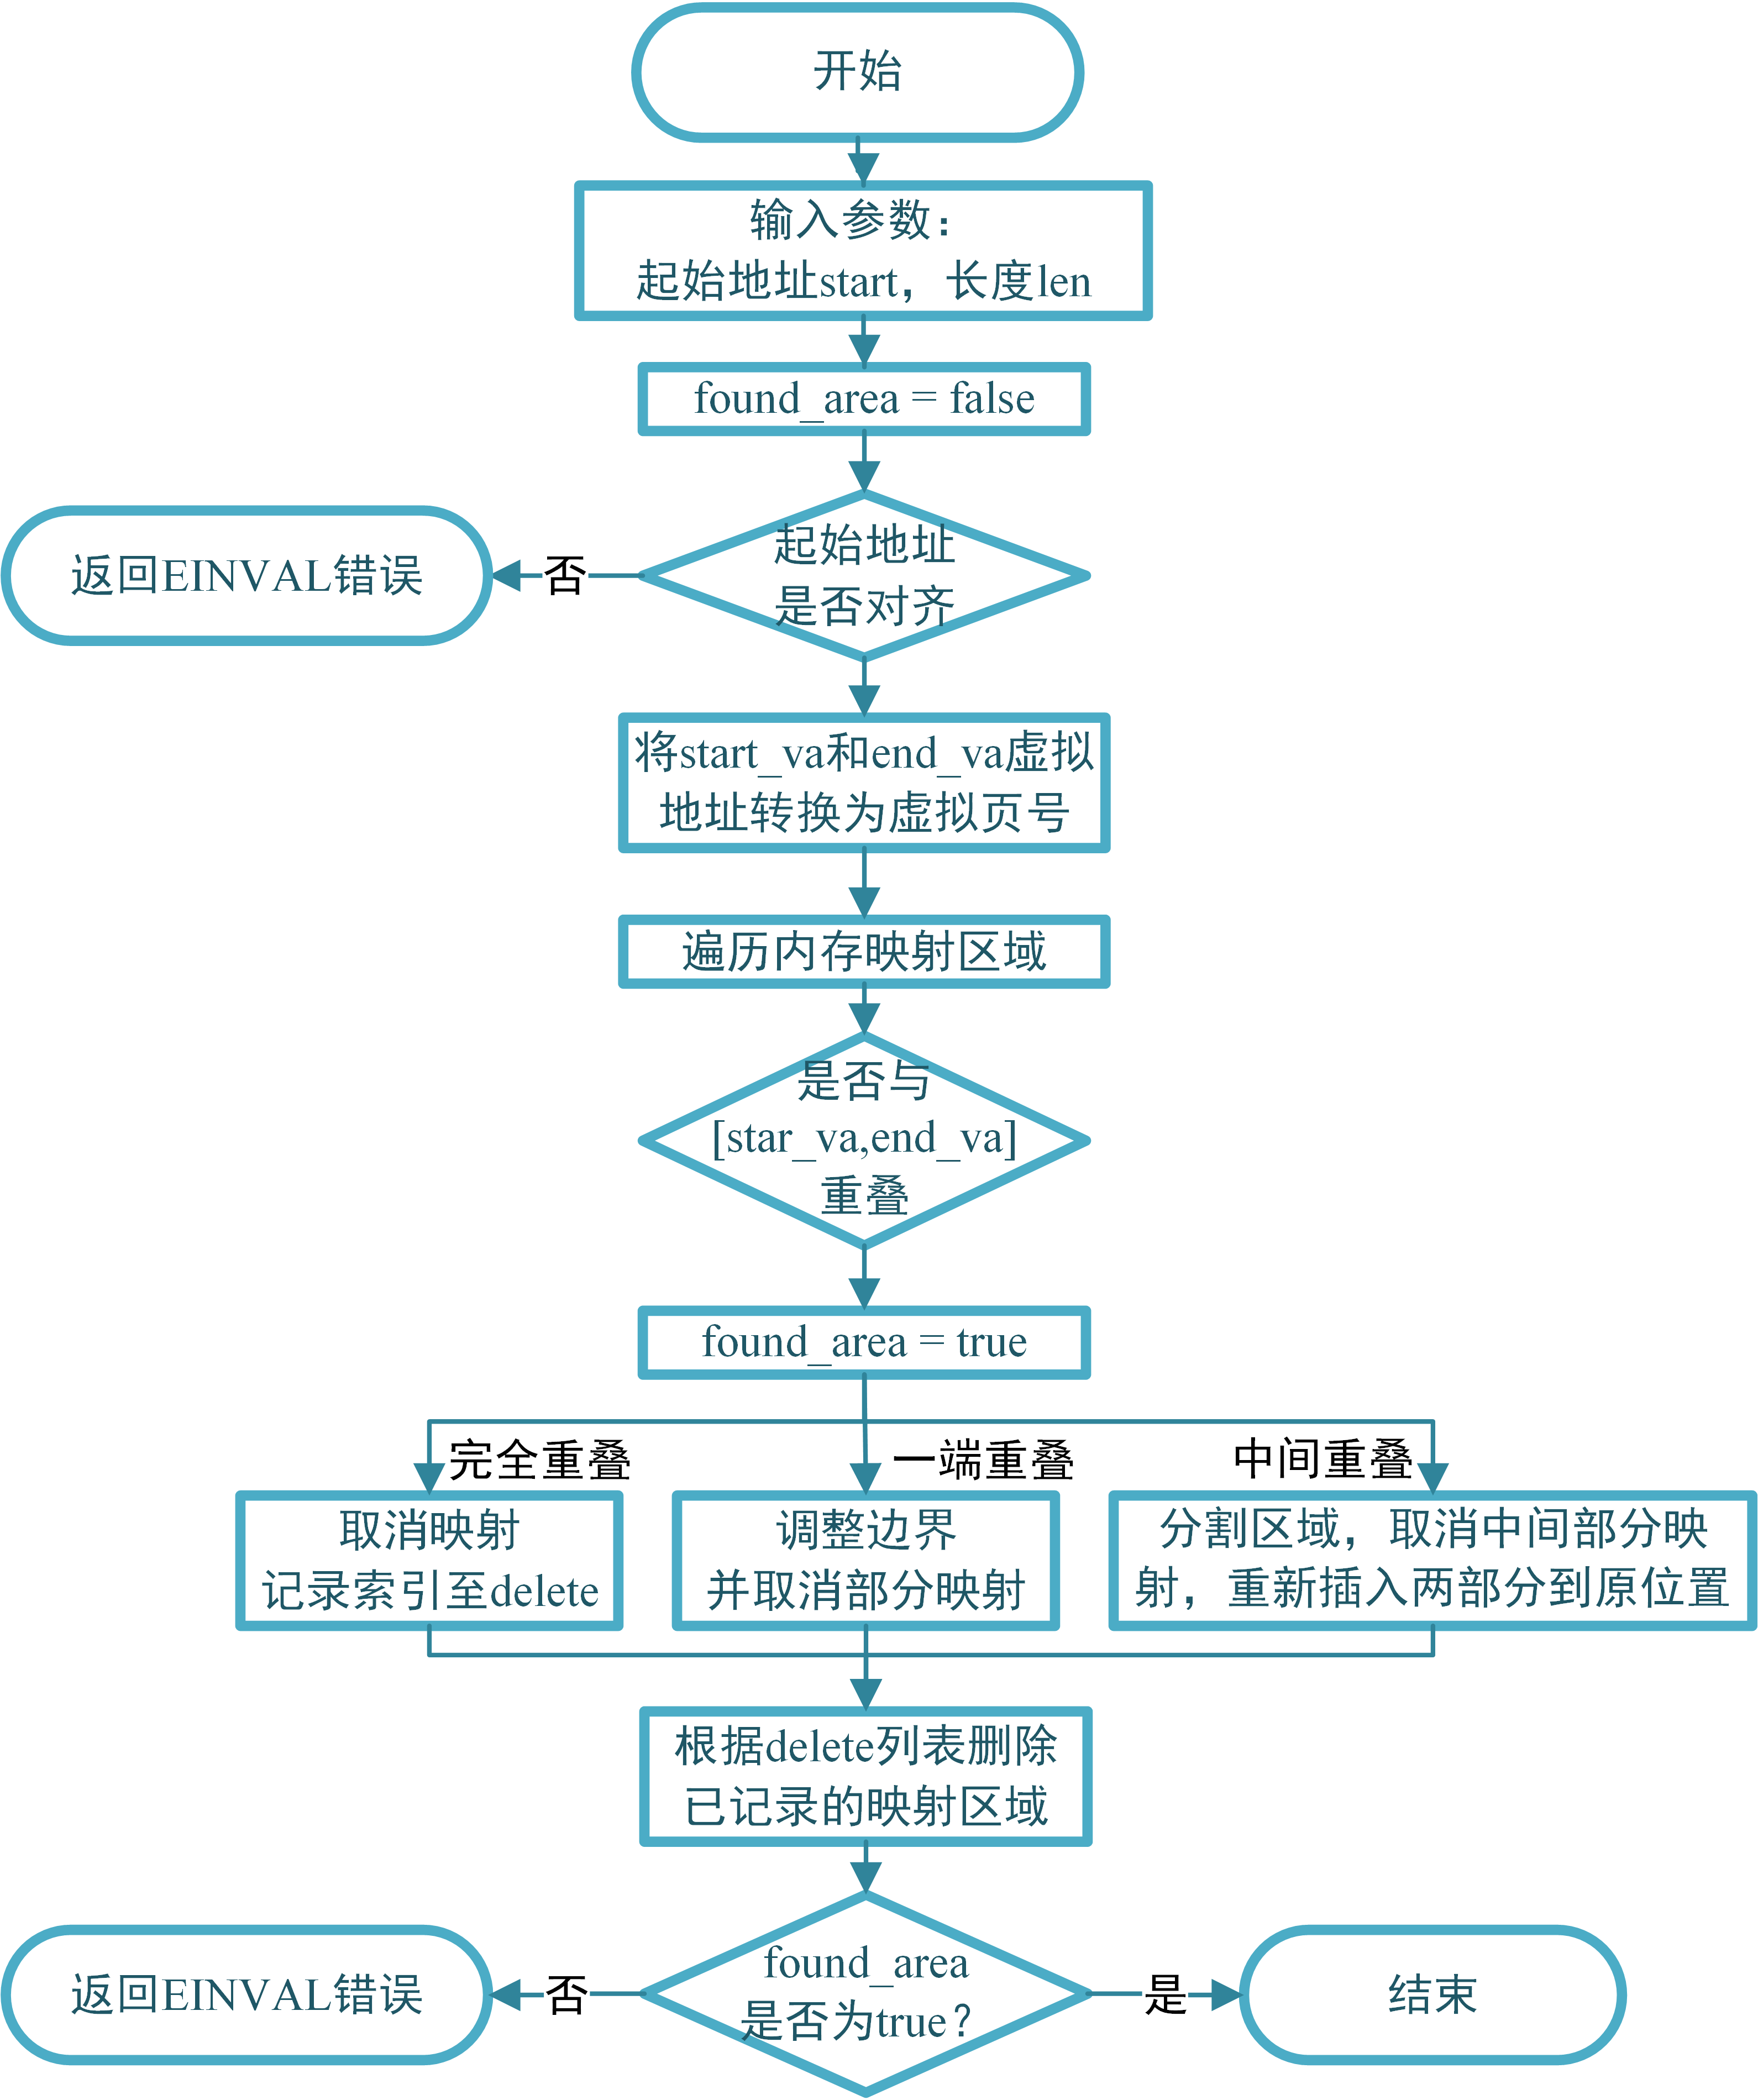 开始
输入参数：
起始地址start，长度len
found_area = false
起始地址
是否对齐
否
返回EINVAL错误
将start_va和end_va虚拟
地址转换为虚拟页号
遍历内存映射区域
是否与
[star_va,end_va]
重叠
found_area = true
完全重叠
一端重叠
中间重叠
取消映射
记录索引至delete
调整边界
并取消部分映射
分割区域，取消中间部分映
射，重新插入两部分到原位置
根据delete列表删除
已记录的映射区域
found_area
是否为true？
否
返回EINVAL错误
是
结束